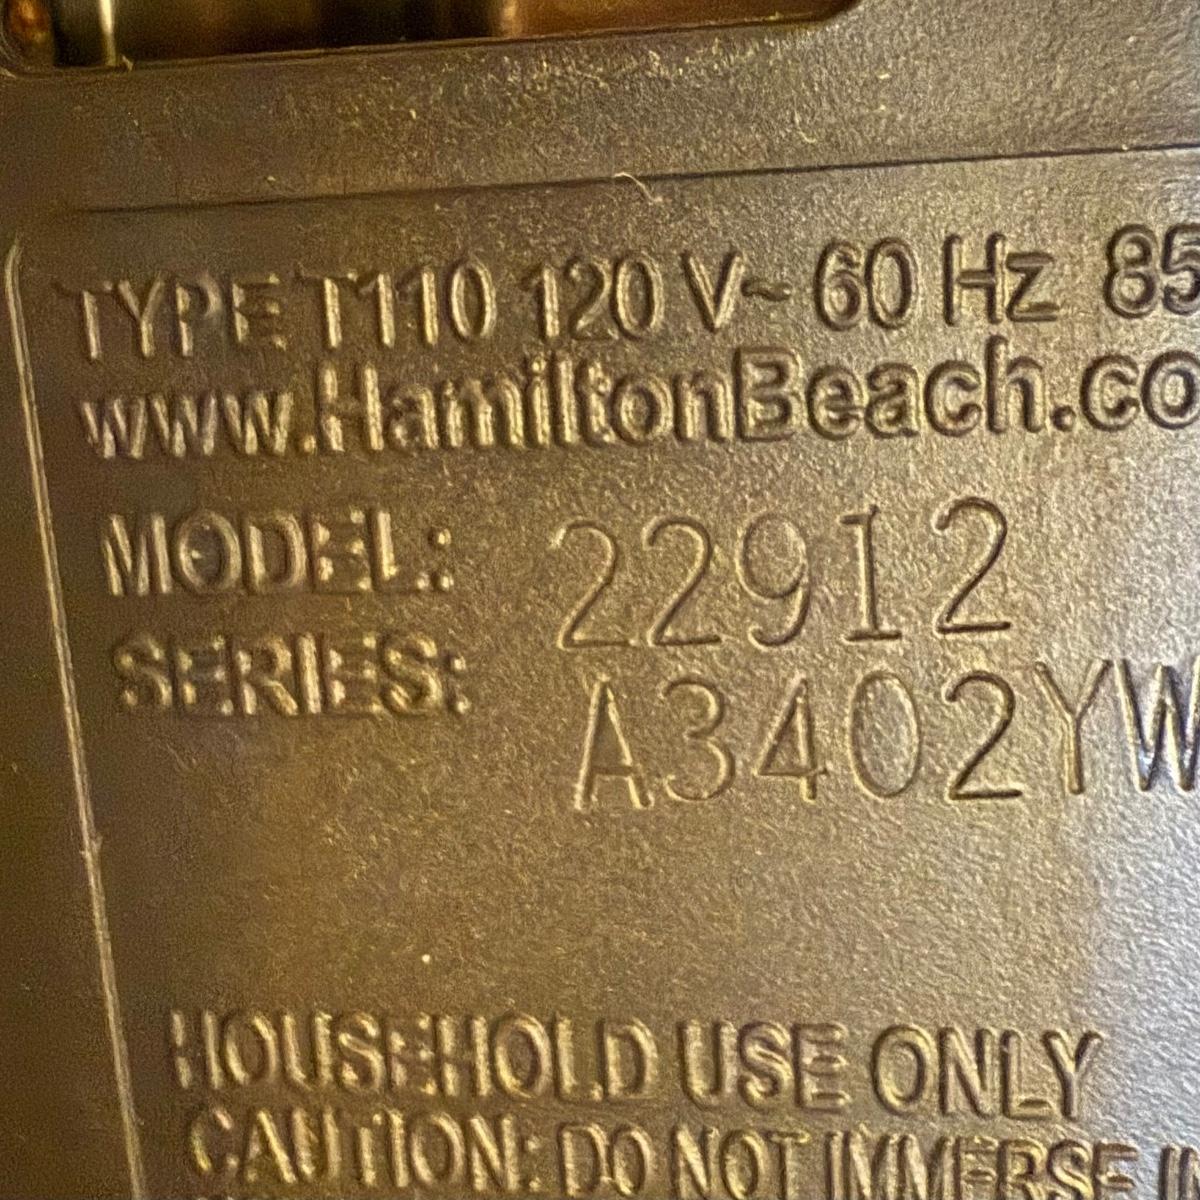 TYPE T110 120 V~ 60 Hz 85
www.HamiltonBeach.co
MODEL: 22912
SERIES: A3402YW
HOUSEHOLD USE ONLY
CAUTION: DO NOT IMMERSE IN